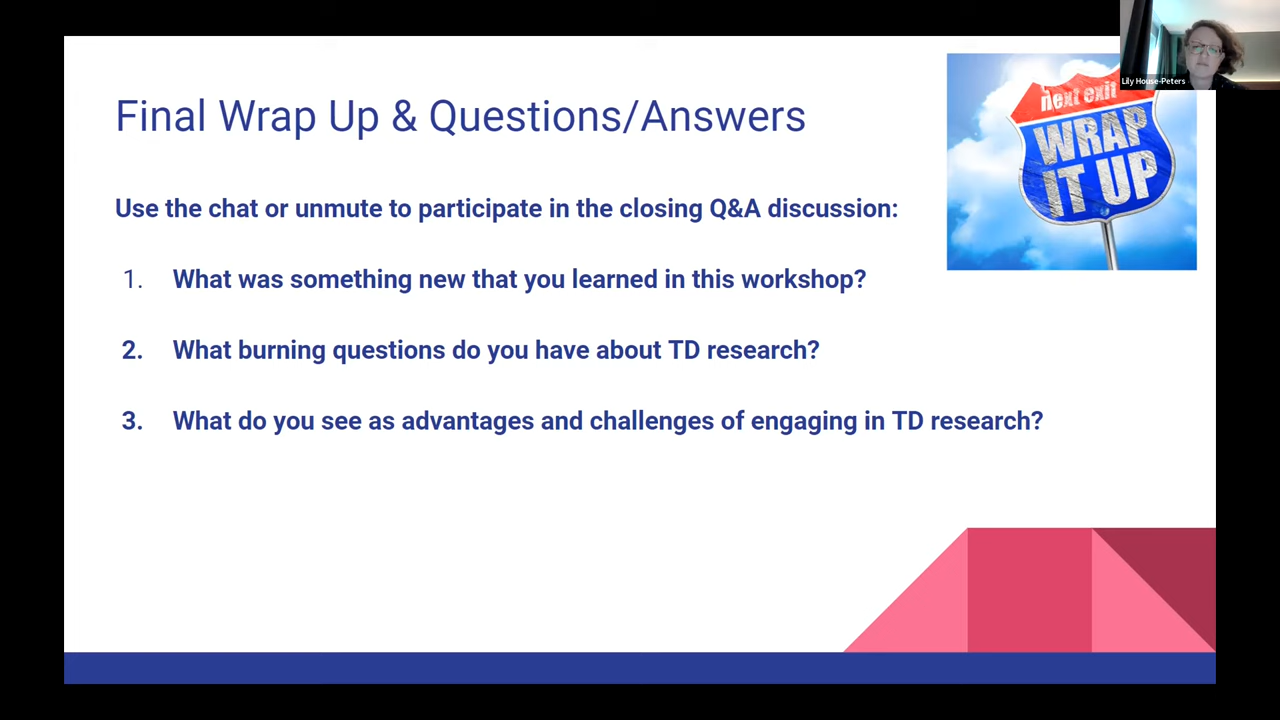 Lily House-Peters
next exit
WRAP
IT UP
Final Wrap Up & Questions/Answers
Use the chat or unmute to participate in the closing Q&A discussion:
1. What was something new that you learned in this workshop?
2. What burning questions do you have about TD research?
3. What do you see as advantages and challenges of engaging in TD research?